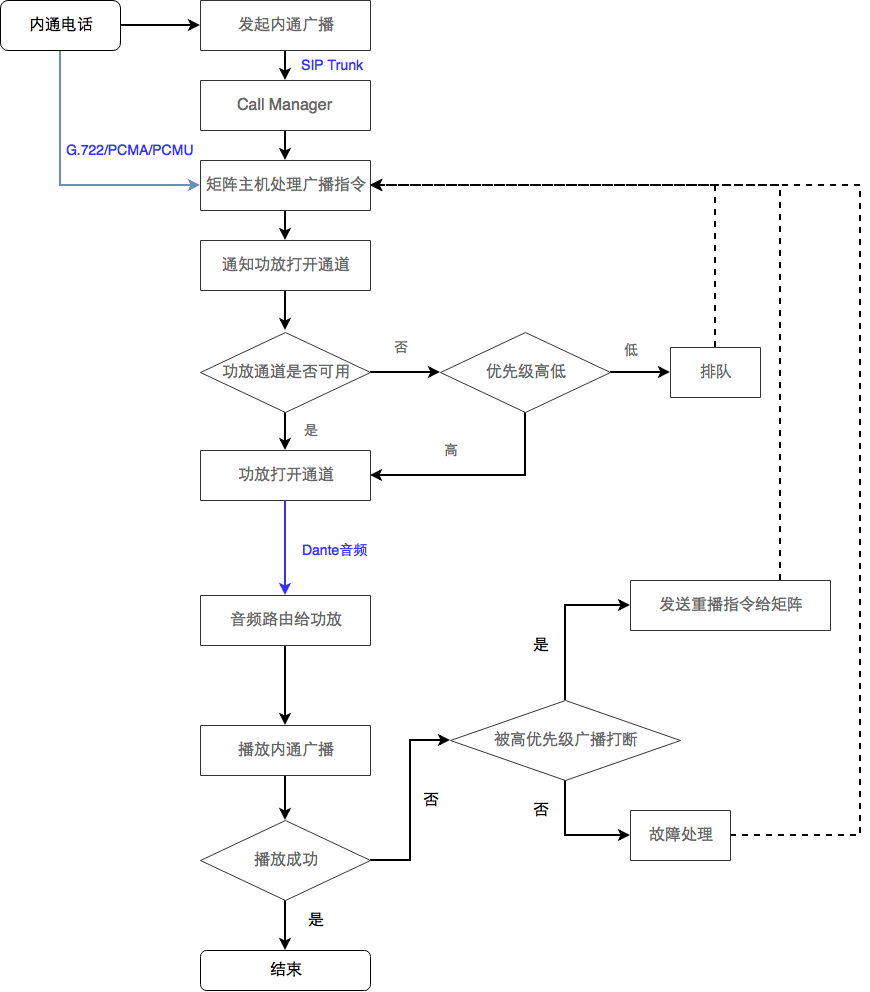 内通电话
发起内通广播
SIP Trunk
Call Manager
G.722/PCMA/PCMU
矩阵主机处理广播指令
通知功放打开通道
否
低
功放通道是否可用
优先级高低
排队
是
高
功放打开通道
Dante音频
音频路由给功放
发送重播指令给矩阵
是
播放内通广播
被高优先级广播打断
否
否
故障处理
播放成功
是
结束